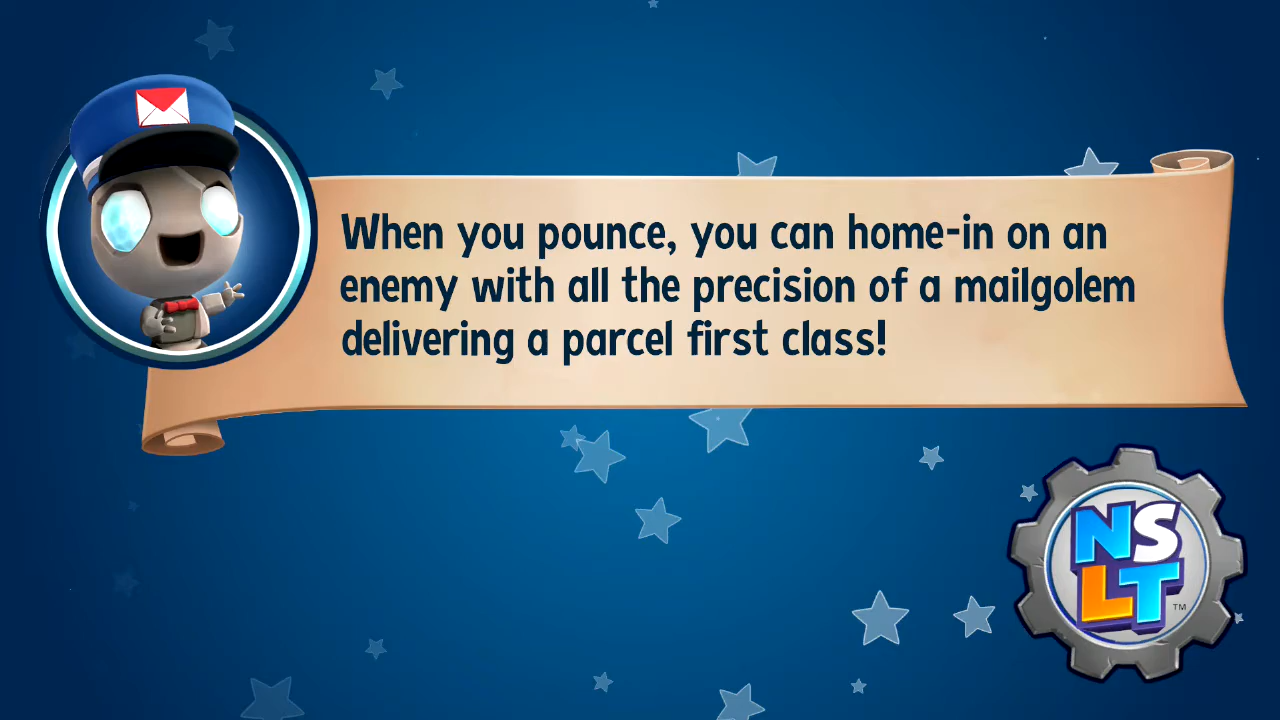 When you pounce, you can home-in on an
enemy with all the precision of a mailgolem
delivering a parcel first class!
NS
LT
TM